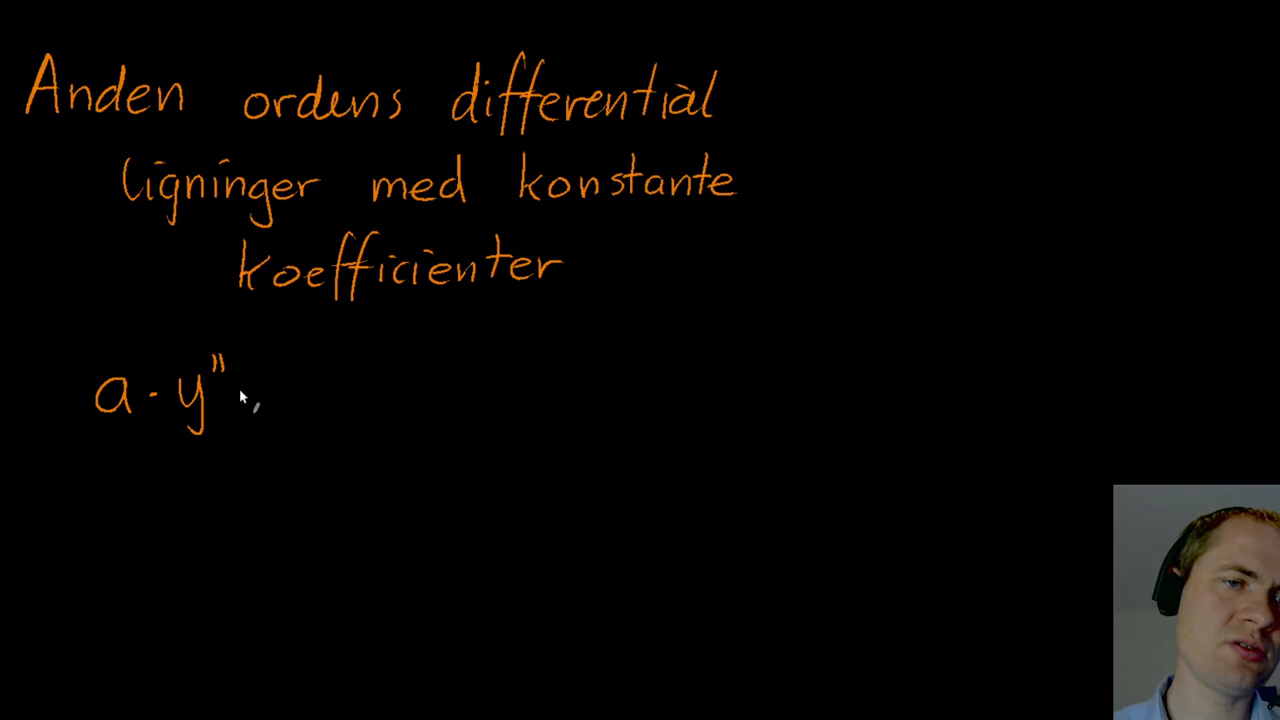 Anden ordens differential
ligninger med konstante
koefficienter
a · y"